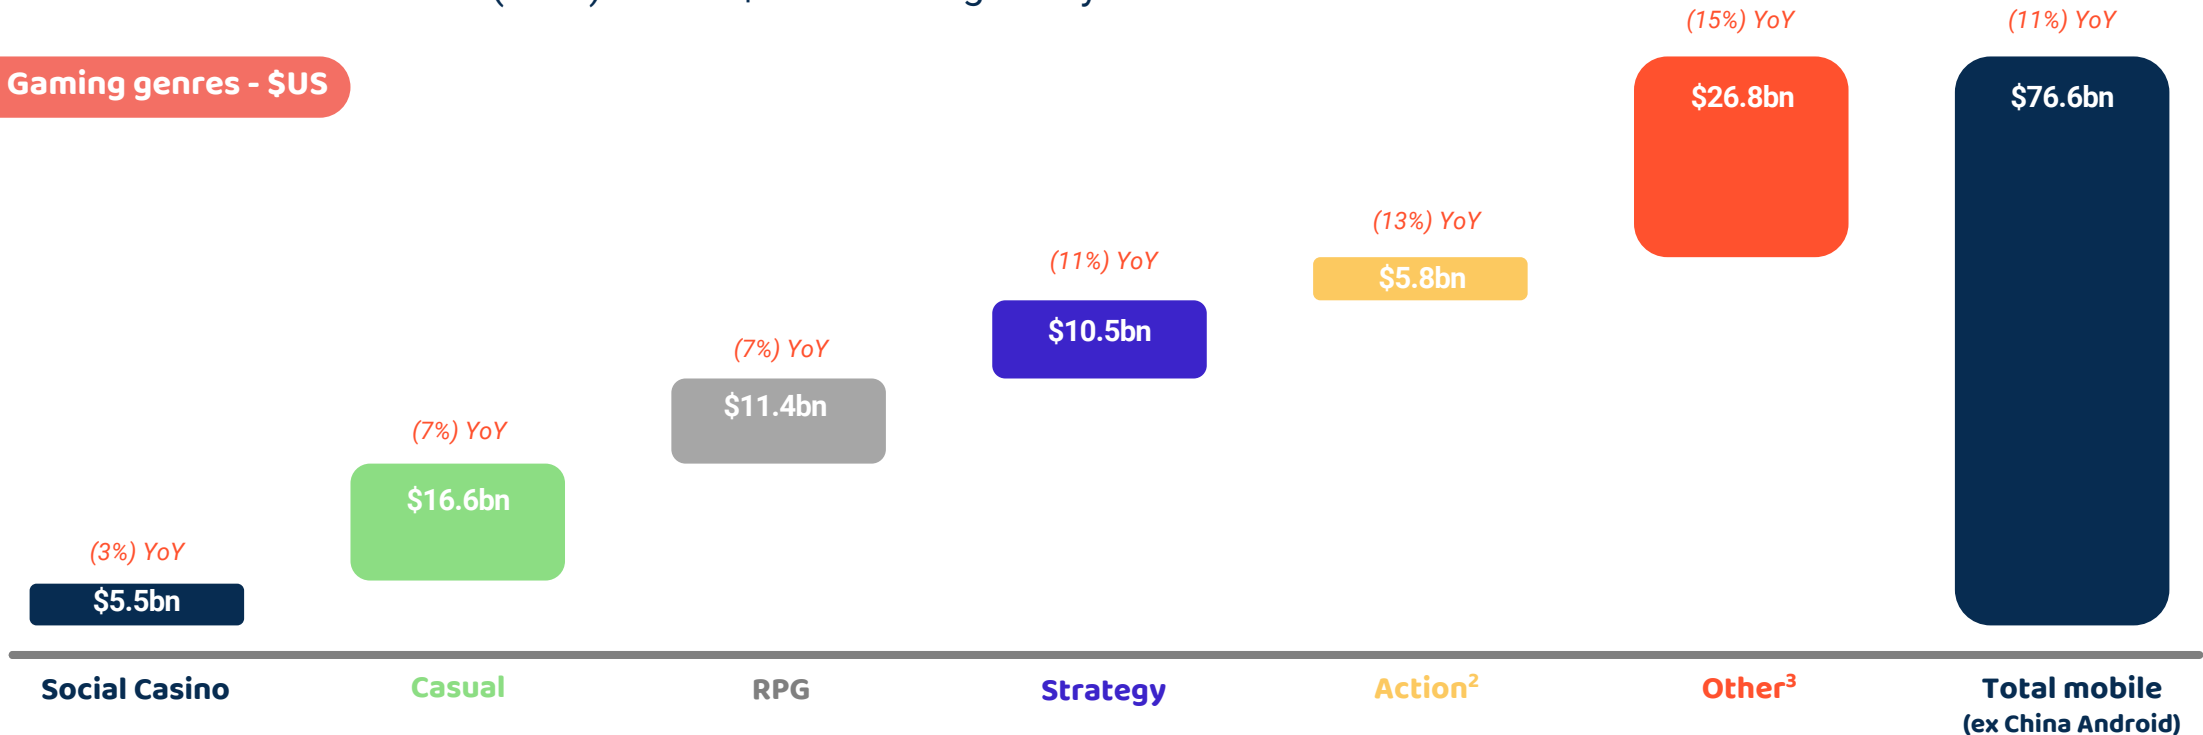 Gaming genres - $US
(15%) YoY
(11%) YoY
$26.8bn
$76.6bn
(13%) YoY
$5.8bn
(11%) YoY
$10.5bn
(7%) YoY
$11.4bn
(7%) YoY
$16.6bn
(3%) YoY
$5.5bn
Social Casino
Casual
RPG
Strategy
Action²
Other³
Total mobile
(ex China Android)